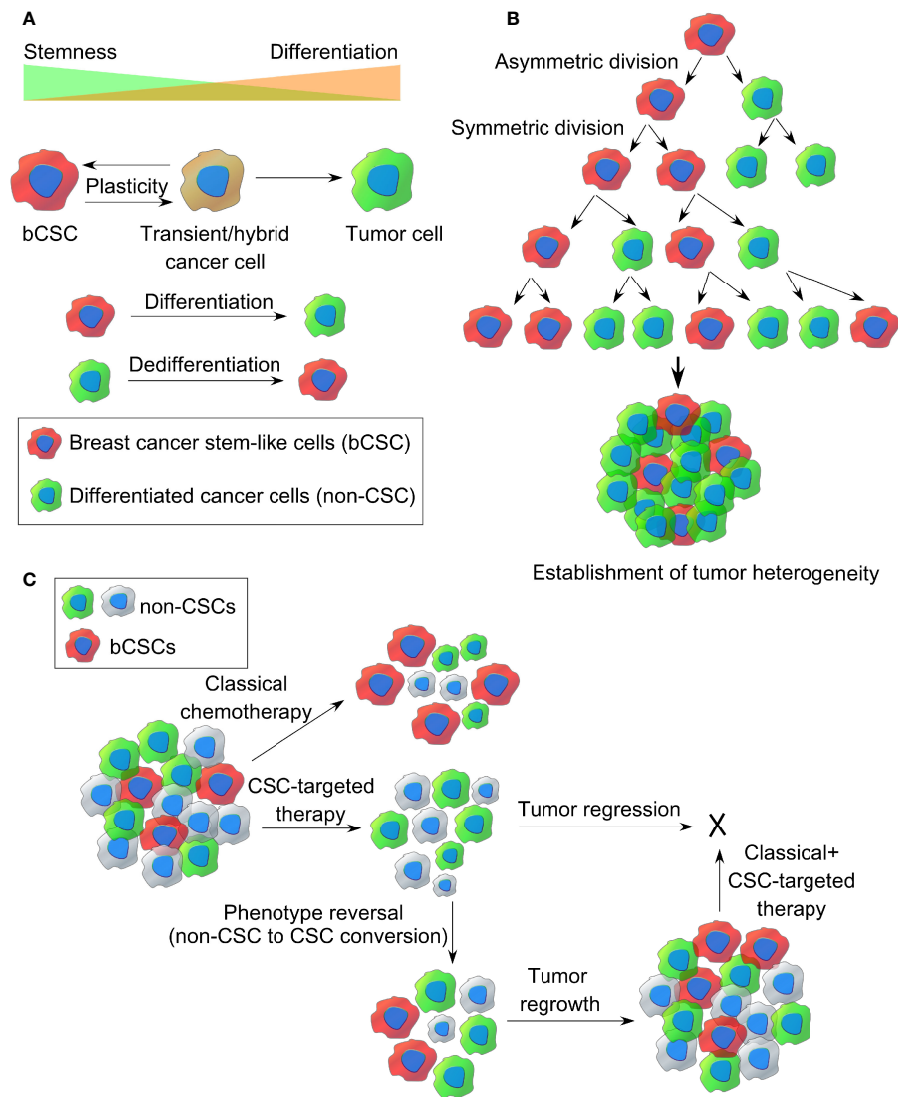 A
Stemness
Differentiation
bCSC
Plasticity
Transient/hybrid
cancer cell
Tumor cell
Differentiation
Dedifferentiation
Breast cancer stem-like cells (bCSC)
Differentiated cancer cells (non-CSC)
B
Asymmetric division
Symmetric division
Establishment of tumor heterogeneity
C
non-CSCs
bCSCs
Classical
chemotherapy
CSC-targeted
therapy
Tumor regression
X
Classical+
CSC-targeted
therapy
Phenotype reversal
(non-CSC to CSC conversion)
Tumor
regrowth